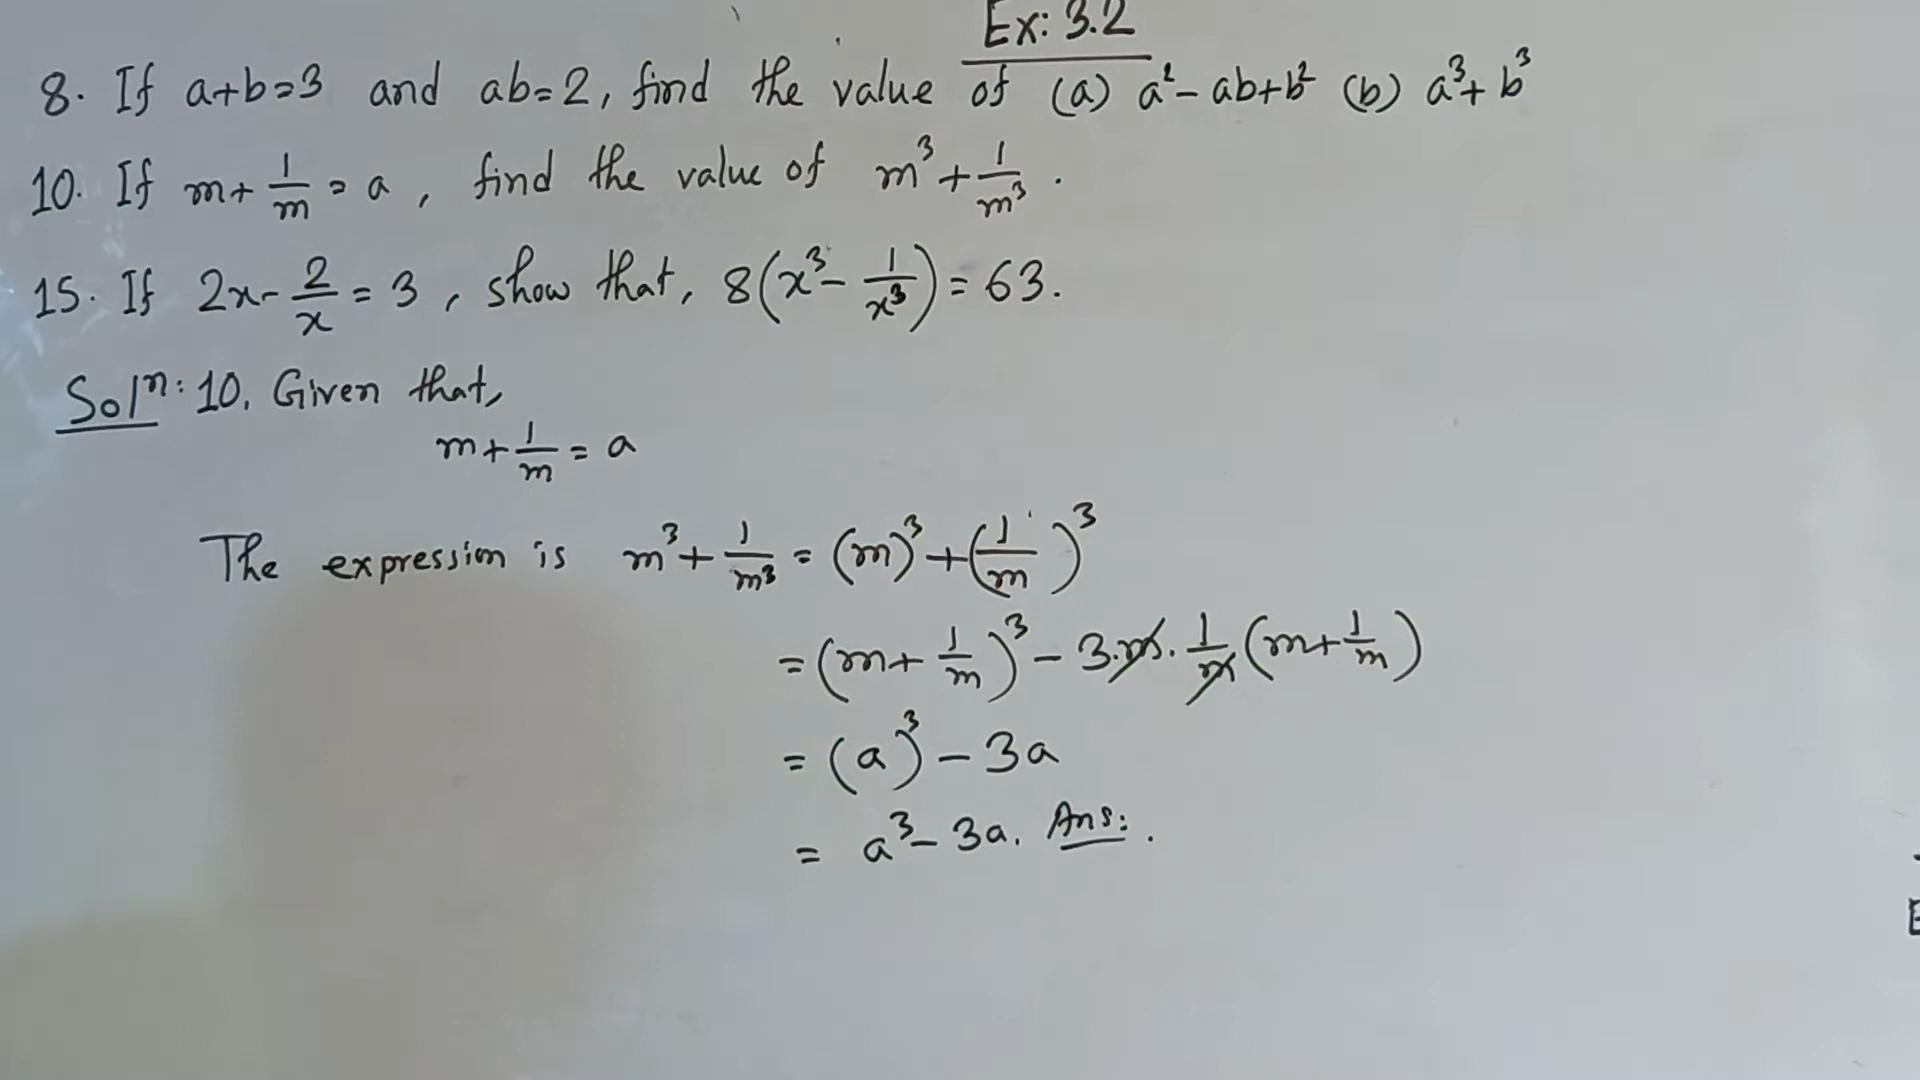 Ex: 3.2
8. If a+b=3 and ab=2, find the value of (a) a²-ab+b² (b) a³+b³
10. If m+1/m=a, find the value of m³+1/m³.
15. If 2x-2/x=3, show that, 8(x³-1/x³)=63.
Solⁿ: 10. Given that,
m+1/m=a
The expression is m³+1/m³=(m)³+(1/m)³
=(m+1/m)³-3.m.1/m(m+1/m)
=(a)³-3a
=a³-3a. Ans:.